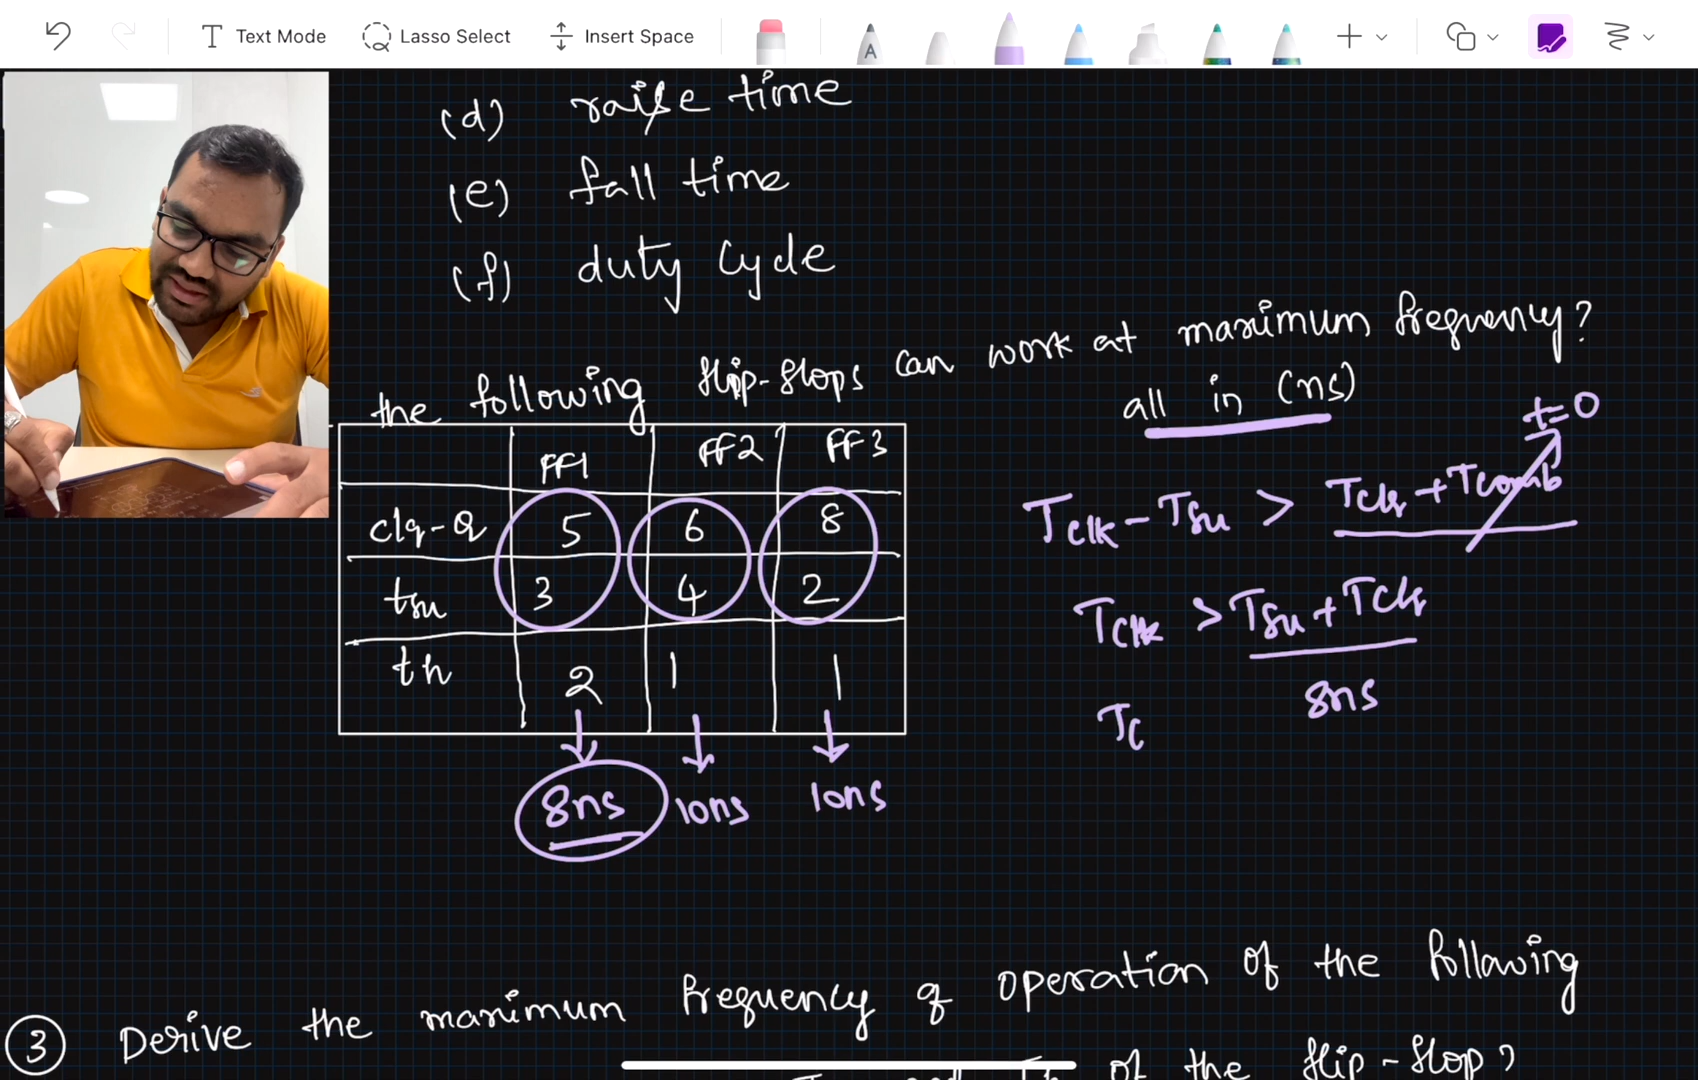 Text Mode Lasso Select Insert Space
A
(d) raise time
(e) fall time
(f) duty cycle
the following flip-flops can work at maximum frequency?
all in (ns)
t=0
FF1 FF2 FF3
Tclk - Tsu > Tclq + Tcomb
clq-Q 5 6 8
tsu 3 4 2
Tclk > Tsu + Tclq
th 2 1 1
8ns
TC
8ns 10ns 10ns
3 Derive the maximum frequency of operation of the following
of the flip-flop?